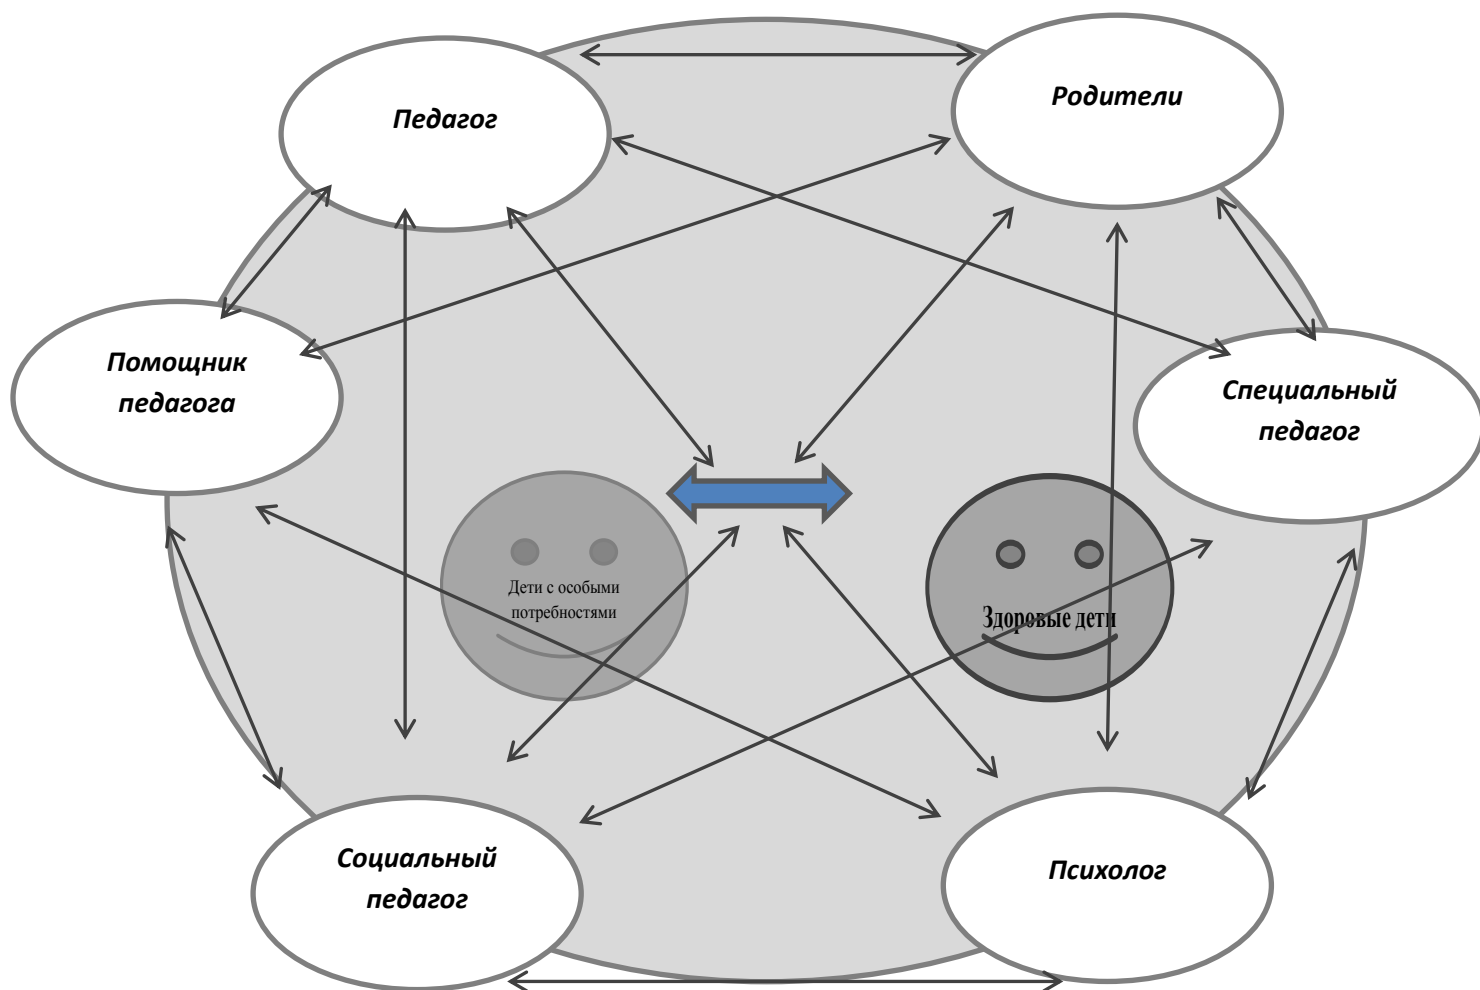 Педагог
Родители
Помощник
педагога
Специальный
педагог
Дети с особыми
потребностями
Здоровые дети
Социальный
педагог
Психолог